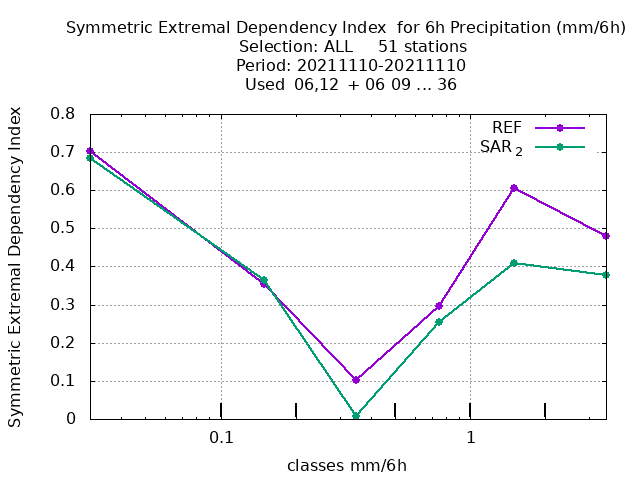 Symmetric Extremal Dependency Index  for 6h Precipitation (mm/6h)
Selection: ALL     51 stations
Period: 20211110-20211110
Used  06,12  + 06 09 ... 36
REF
SAR 2
Symmetric Extremal Dependency Index
0.8
0.7
0.6
0.5
0.4
0.3
0.2
0.1
0
0.1 1
classes mm/6h